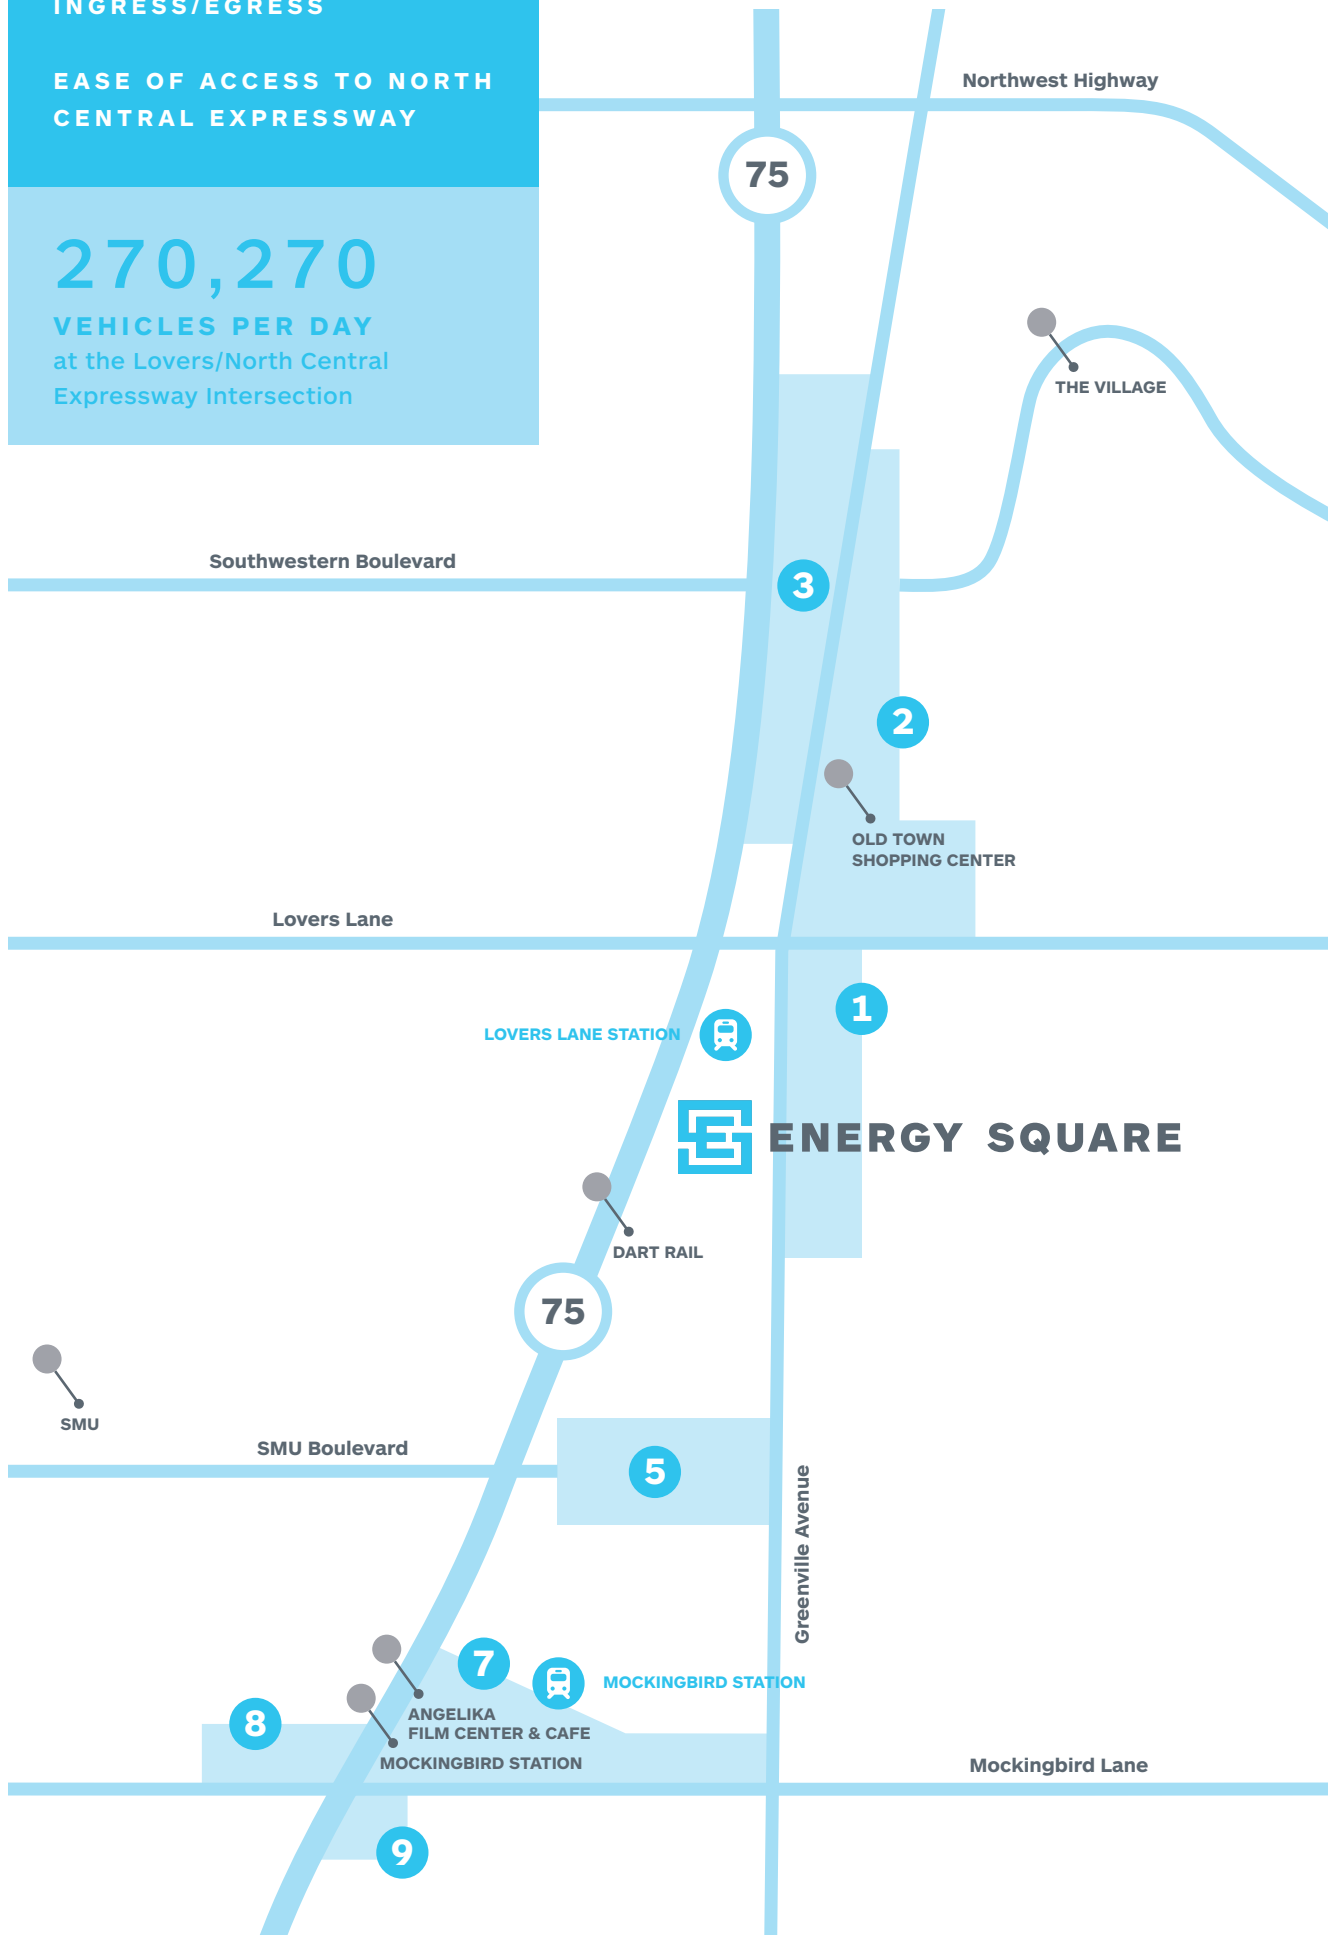 INGRESS/EGRESS
EASE OF ACCESS TO NORTH
CENTRAL EXPRESSWAY
270,270
VEHICLES PER DAY
at the Lovers/North Central
Expressway Intersection
Northwest Highway
75
THE VILLAGE
Southwestern Boulevard
3
2
OLD TOWN
SHOPPING CENTER
Lovers Lane
1
LOVERS LANE STATION
ENERGY SQUARE
DART RAIL
75
SMU
SMU Boulevard
5
Greenville Avenue
7
MOCKINGBIRD STATION
8
ANGELIKA
FILM CENTER & CAFE
MOCKINGBIRD STATION
Mockingbird Lane
9